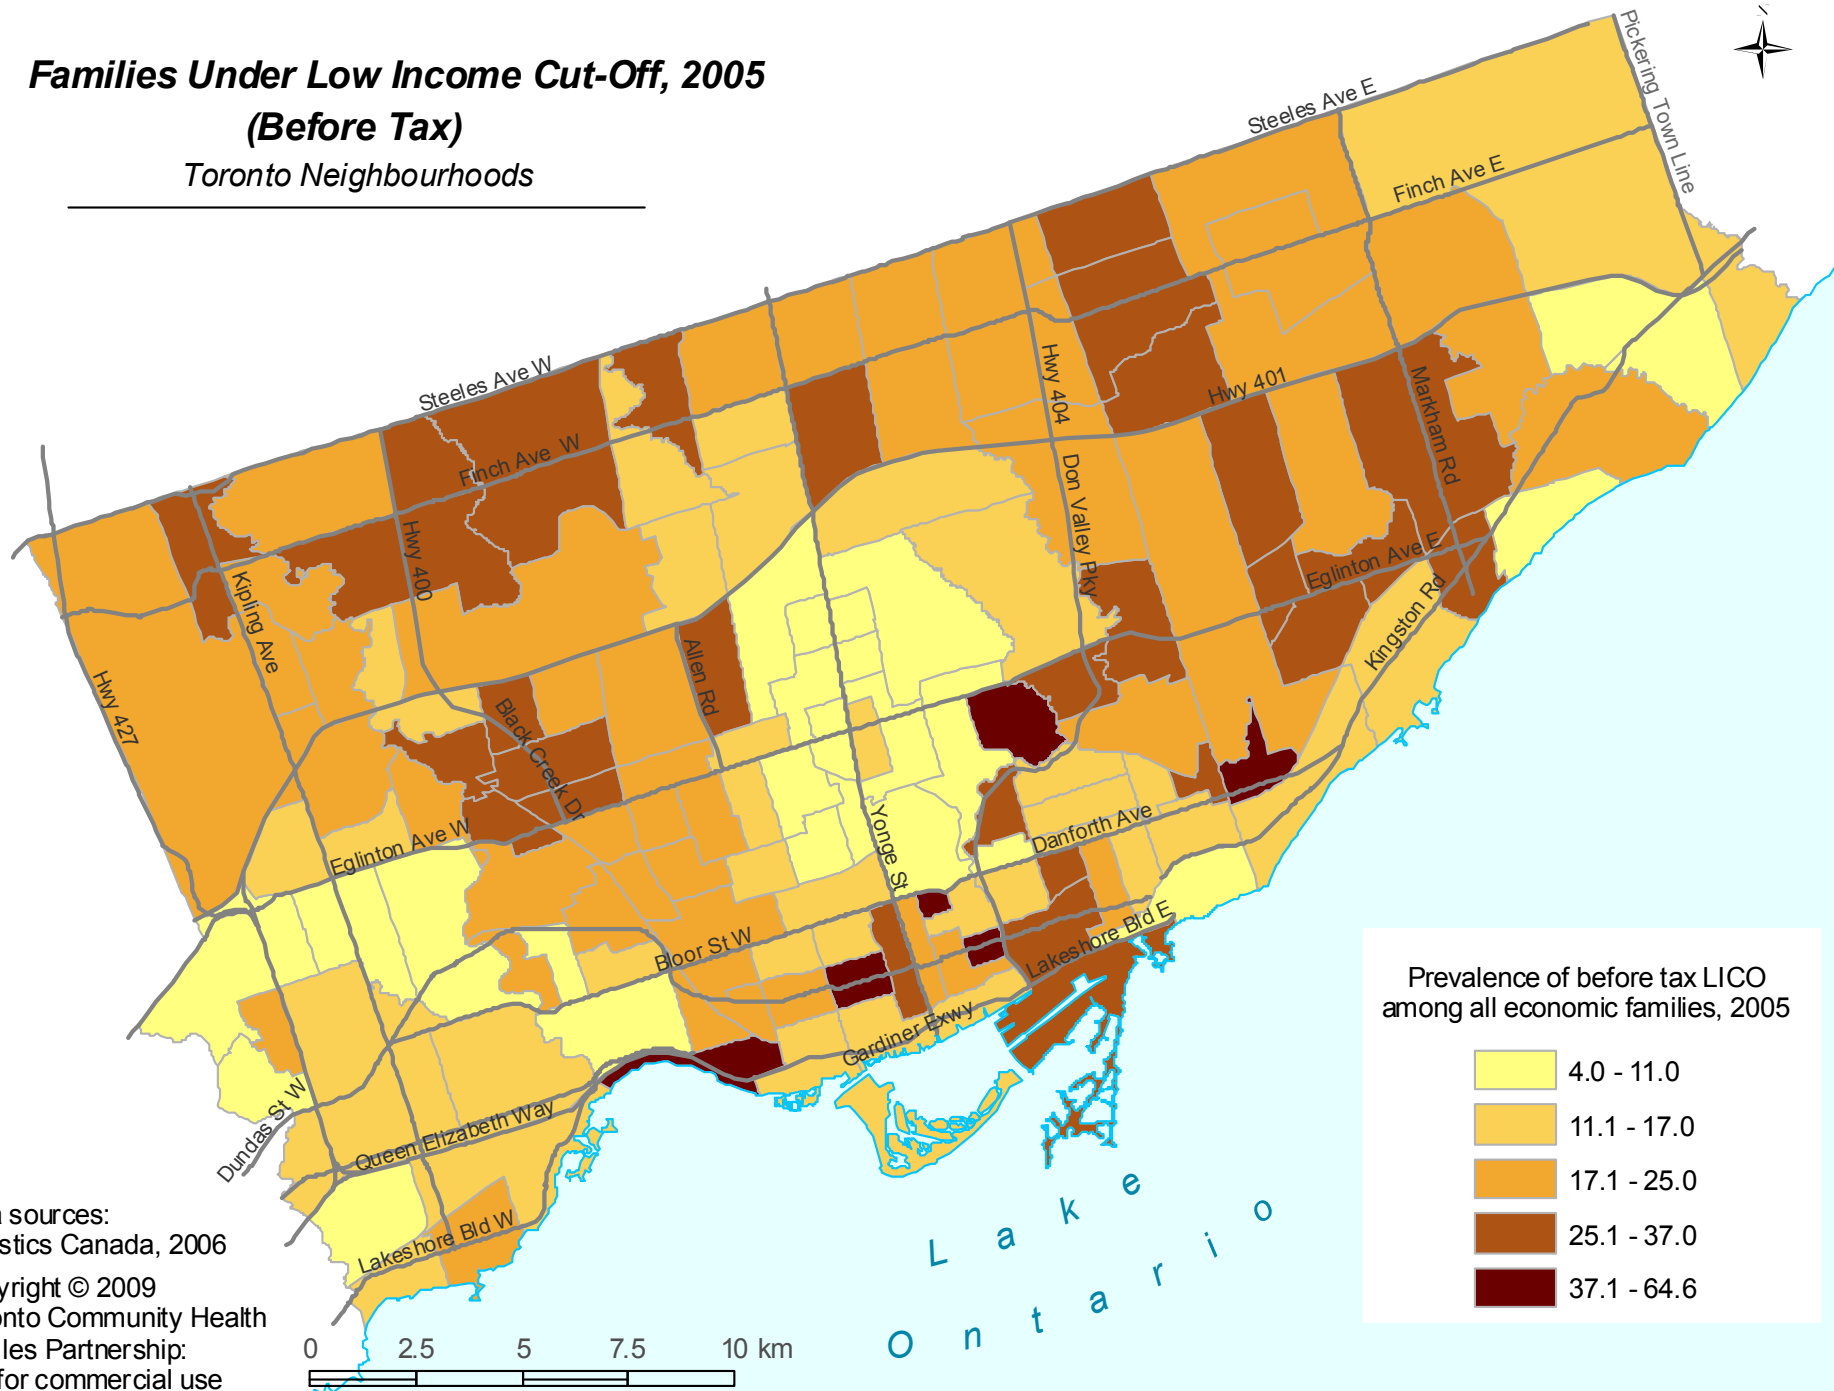 Families Under Low Income Cut-Off, 2005
(Before Tax)
Toronto Neighbourhoods
N
Pickering Town Line
Steeles Ave E
Finch Ave E
Steeles Ave W
Finch Ave W
Hwy 404
Hwy 401
Markham Rd
Don Valley Pky
Hwy 400
Kipling Ave
Eglinton Ave E
Kingston Rd
Allen Rd
Hwy 427
Black Creek Dr
Eglinton Ave W
Yonge St
Danforth Ave
Bloor St W
Lakeshore Bld E
Gardiner Exwy
Dundas St W
Queen Elizabeth Way
Lakeshore Bld W
Lake
Ontario
Prevalence of before tax LICO
among all economic families, 2005
4.0 - 11.0
11.1 - 17.0
17.1 - 25.0
25.1 - 37.0
37.1 - 64.6
a sources:
stics Canada, 2006
yright © 2009
onto Community Health
les Partnership:
for commercial use
0 2.5 5 7.5 10 km